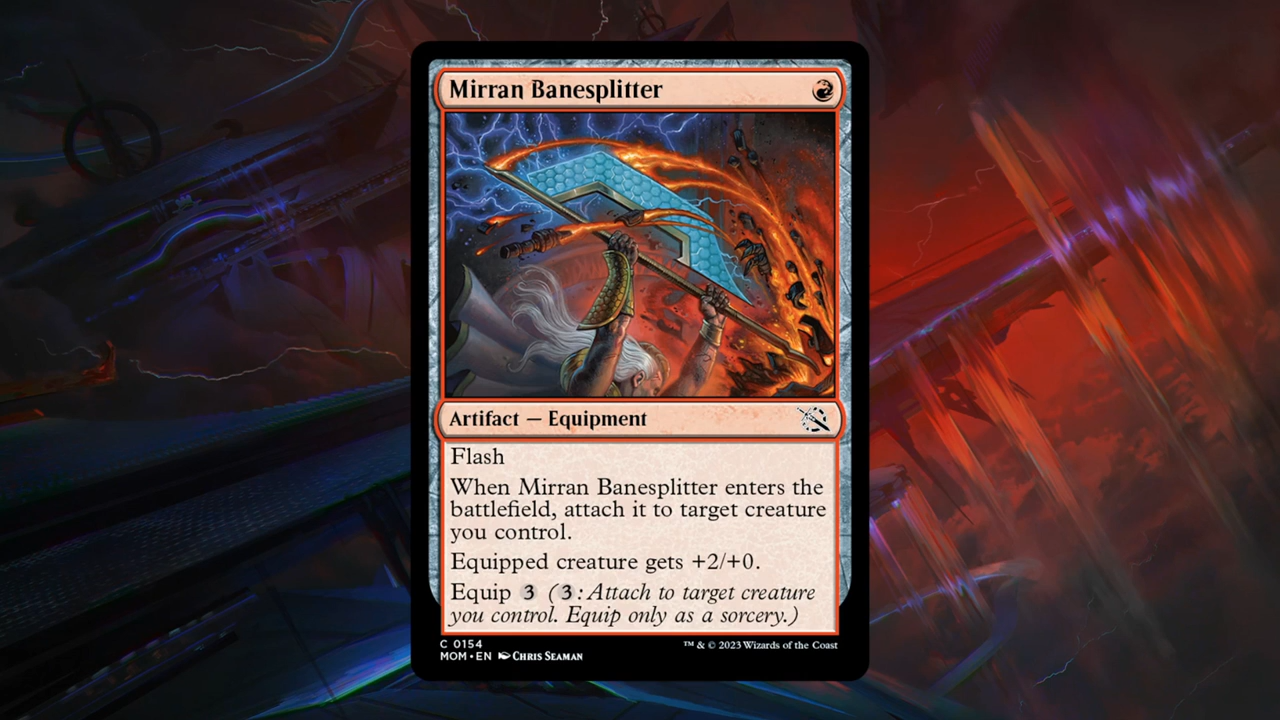 Mirran Banesplitter
Artifact — Equipment
Flash
When Mirran Banesplitter enters the
battlefield, attach it to target creature
you control.
Equipped creature gets +2/+0.
Equip 3 (3: Attach to target creature
you control. Equip only as a sorcery.)
C 0154
MOM • EN Chris Seaman
™ & © 2023 Wizards of the Coast